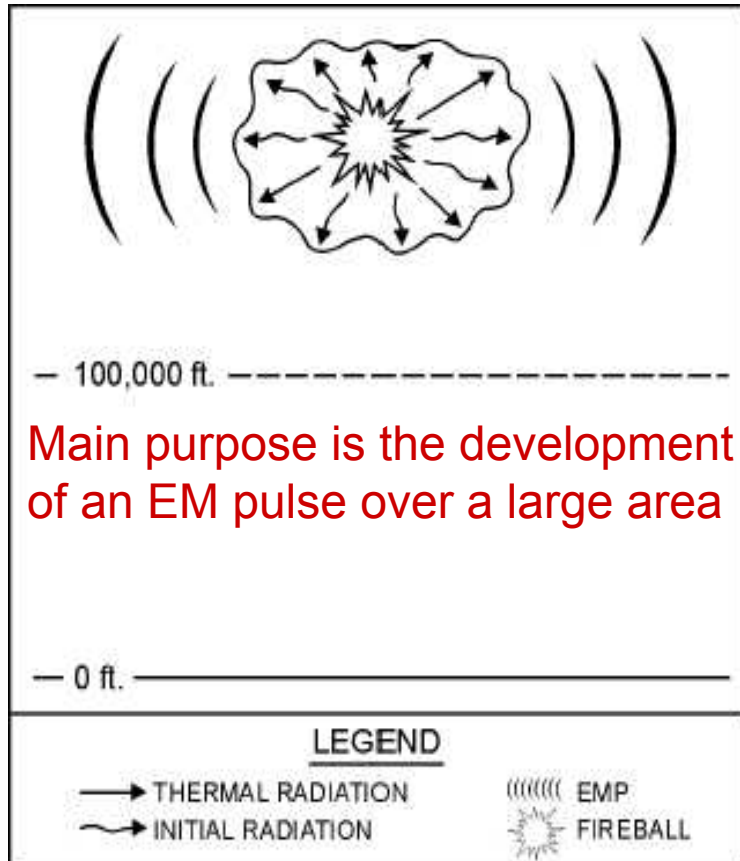 100,000 ft.
Main purpose is the development
of an EM pulse over a large area
0 ft.
LEGEND
THERMAL RADIATION
EMP
INITIAL RADIATION
FIREBALL